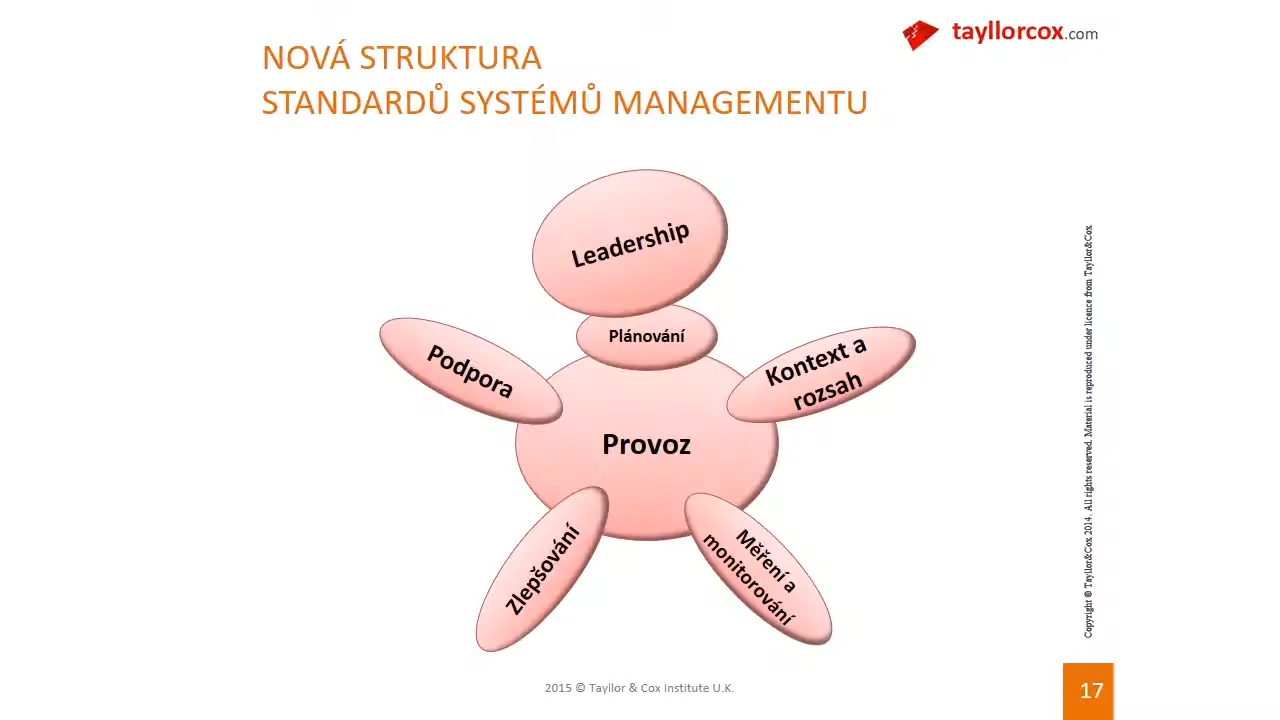 tayllorcox.com
NOVÁ STRUKTURA
STANDARDŮ SYSTÉMŮ MANAGEMENTU
Leadership
Plánování
Podpora
Kontext a
rozsah
Provoz
Zlepšování
Měření a
monitorování
Copyright © Tayllor&Cox 2014. All rights reserved. Material is reproduced under licence from Tayllor&Cox
2015 © Tayllor & Cox Institute U.K.
17